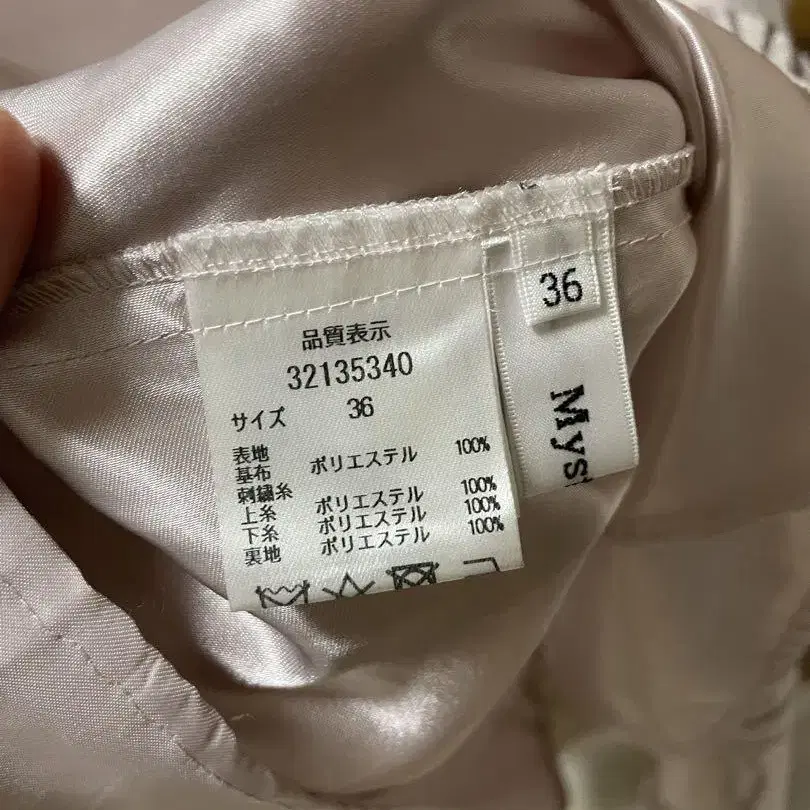 品質表示
32135340
サイズ 36
表地
基布 ポリエステル 100%
刺繍糸
上糸 ポリエステル 100%
下糸 ポリエステル 100%
裏地 ポリエステル 100%
36
Myst